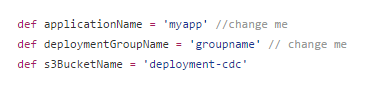 def applicationName = 'myapp' //change me
def deploymentGroupName = 'groupname' // change me
def s3BucketName = 'deployment-cdc'